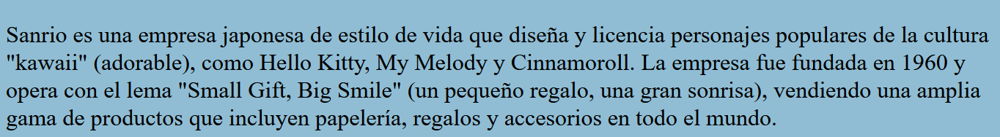 Sanrio es una empresa japonesa de estilo de vida que diseña y licencia personajes populares de la cultura
"kawaii" (adorable), como Hello Kitty, My Melody y Cinnamoroll. La empresa fue fundada en 1960 y
opera con el lema "Small Gift, Big Smile" (un pequeño regalo, una gran sonrisa), vendiendo una amplia
gama de productos que incluyen papelería, regalos y accesorios en todo el mundo.